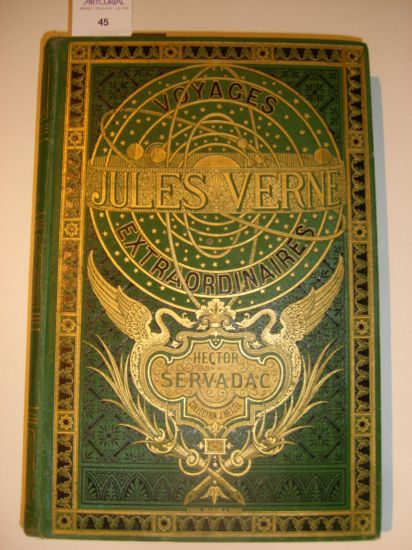 ARTCURIAL
45
VOYAGES
JULES VERNE
EXTRAORDINAIRES
HECTOR
SERVADAC
COLLECTION J. HETZEL